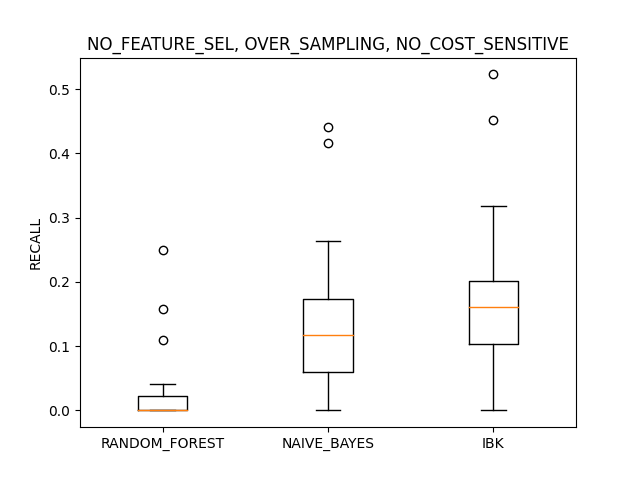 NO_FEATURE_SEL, OVER_SAMPLING, NO_COST_SENSITIVE
RECALL
0.5
0.4
0.3
0.2
0.1
0.0
RANDOM_FOREST NAIVE_BAYES IBK